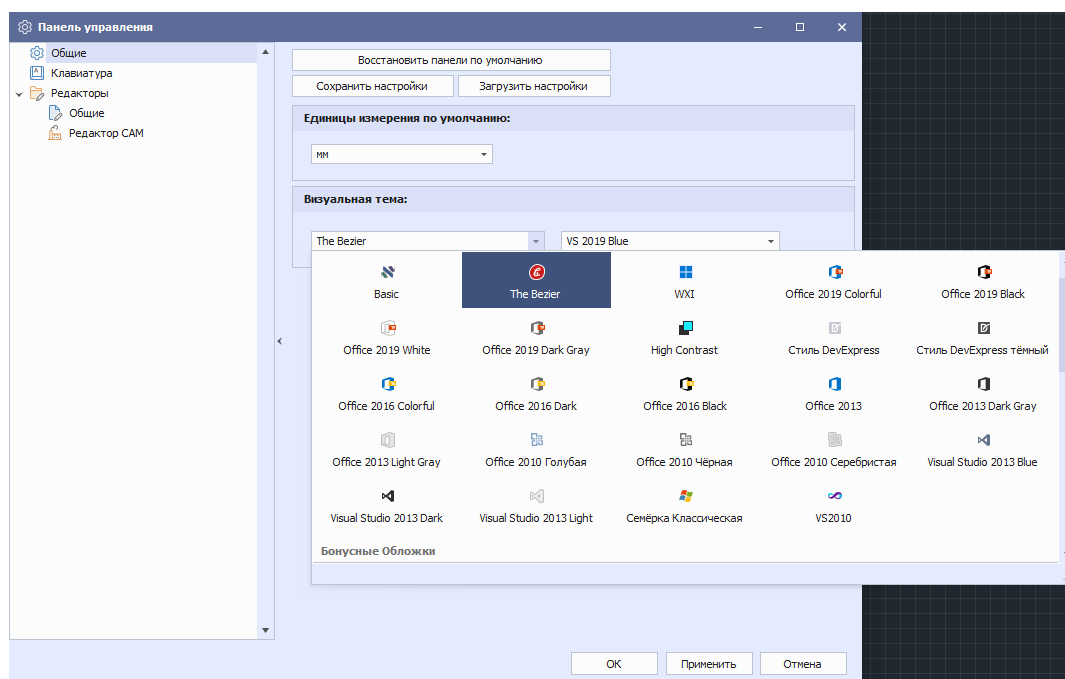 Панель управления
Общие
Клавиатура
Редакторы
Общие
Редактор CAM
Восстановить панели по умолчанию
Сохранить настройки Загрузить настройки
Единицы измерения по умолчанию:
мм
Визуальная тема:
The Bezier VS 2019 Blue
Basic The Bezier WXI Office 2019 Colorful Office 2019 Black
Office 2019 White Office 2019 Dark Gray High Contrast Стиль DevExpress Стиль DevExpress тёмный
Office 2016 Colorful Office 2016 Dark Office 2016 Black Office 2013 Office 2013 Dark Gray
Office 2013 Light Gray Office 2010 Голубая Office 2010 Чёрная Office 2010 Серебристая Visual Studio 2013 Blue
Visual Studio 2013 Dark Visual Studio 2013 Light Семёрка Классическая VS2010
Бонусные Обложки
ОК Применить Отмена